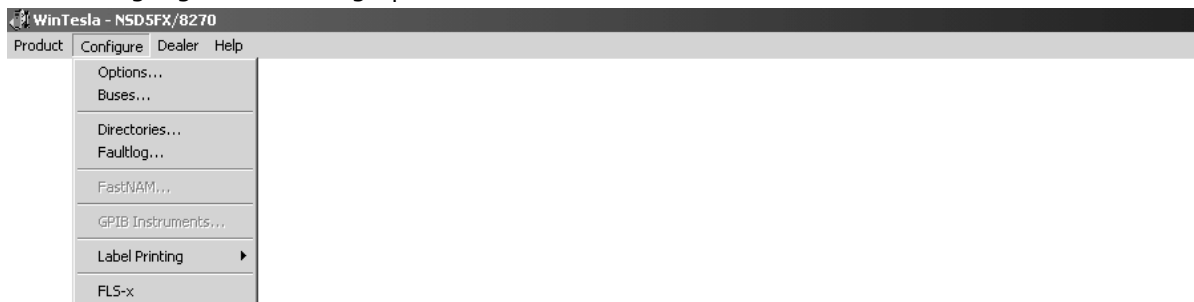 WinTesla - NSD5FX/8270
Product Configure Dealer Help
Options...
Buses...
Directories...
Faultlog...
FastNAM...
GPIB Instruments...
Label Printing
FLS-x